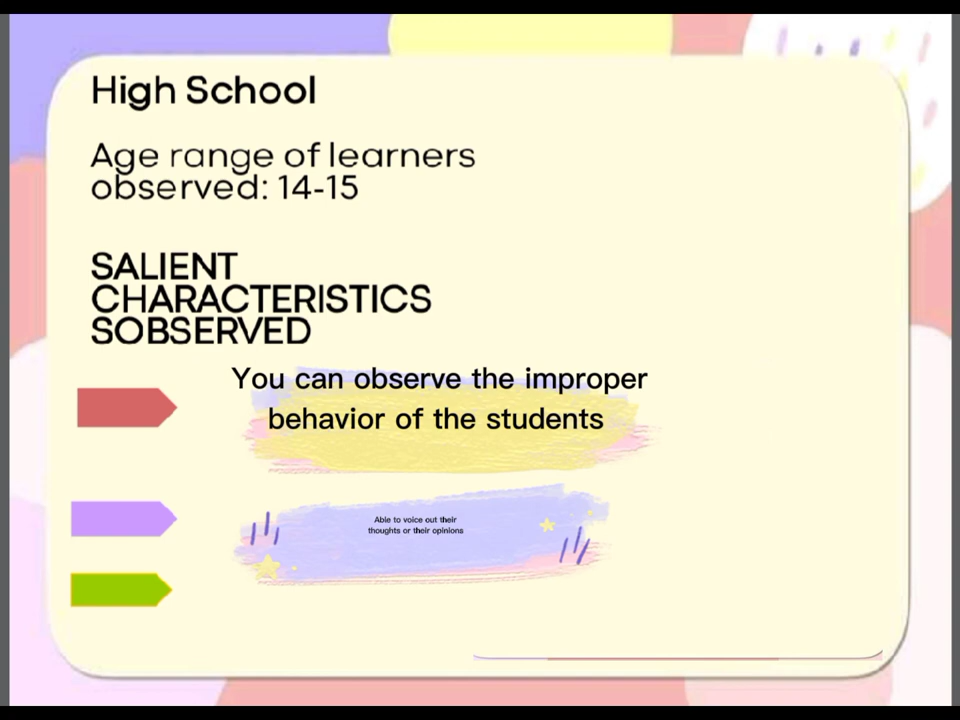 High School
Age range of learners
observed: 14-15
SALIENT
CHARACTERISTICS
SOBSERVED
You can observe the improper
behavior of the students
Able to voice out their
thoughts or their opinions